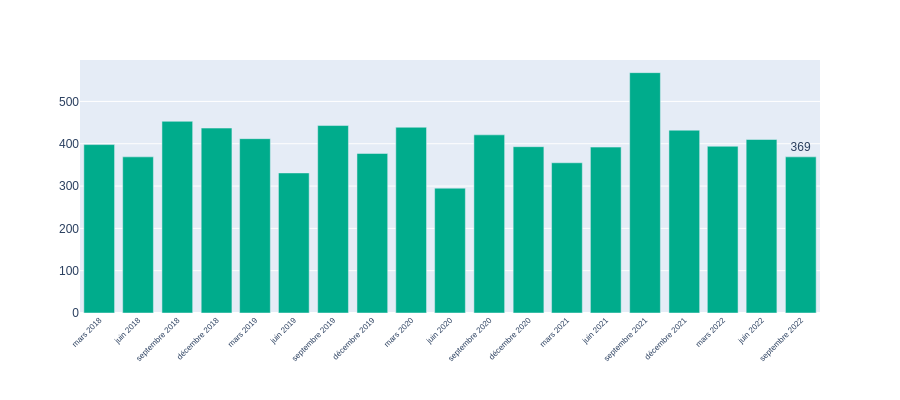 500
400
300
200
100
0
369
mars 2018
juin 2018
septembre 2018
décembre 2018
mars 2019
juin 2019
septembre 2019
décembre 2019
mars 2020
juin 2020
septembre 2020
décembre 2020
mars 2021
juin 2021
septembre 2021
décembre 2021
mars 2022
juin 2022
septembre 2022